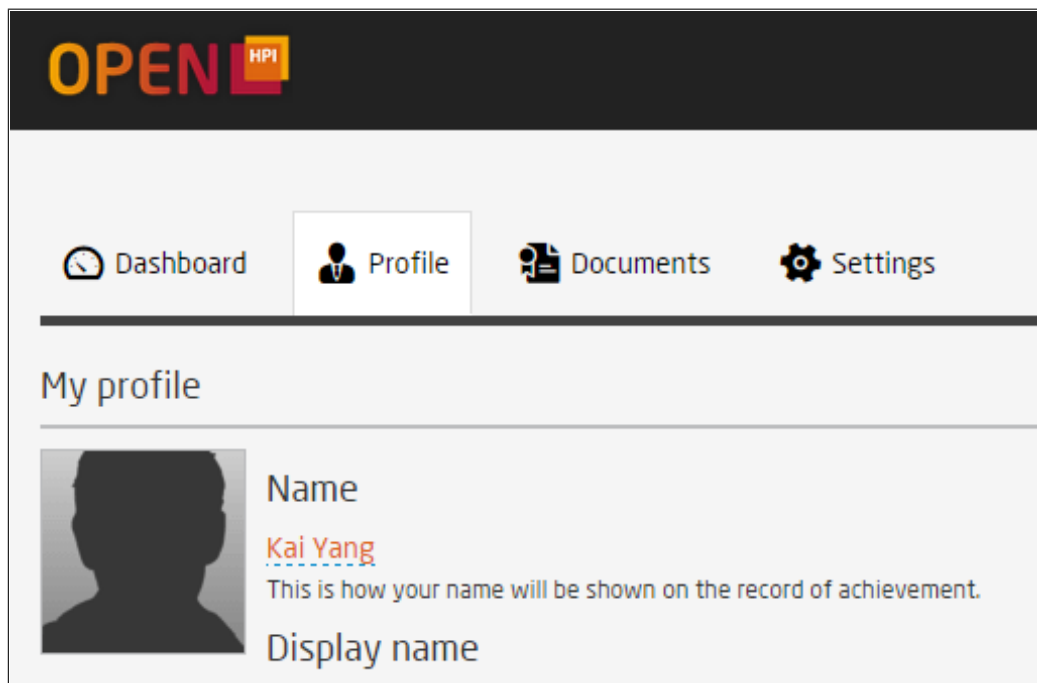 OPEN HPI
Dashboard Profile Documents Settings
My profile
Name
Kai Yang
This is how your name will be shown on the record of achievement.
Display name